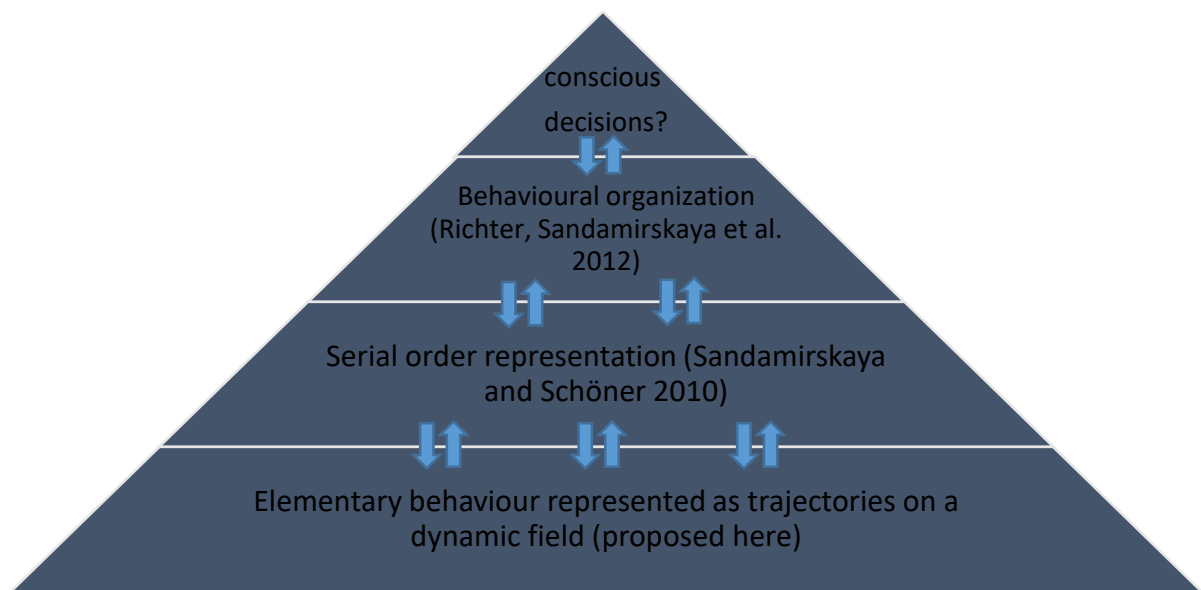 conscious
decisions?
Behavioural organization
(Richter, Sandamirskaya et al.
2012)
Serial order representation (Sandamirskaya
and Schöner 2010)
Elementary behaviour represented as trajectories on a
dynamic field (proposed here)